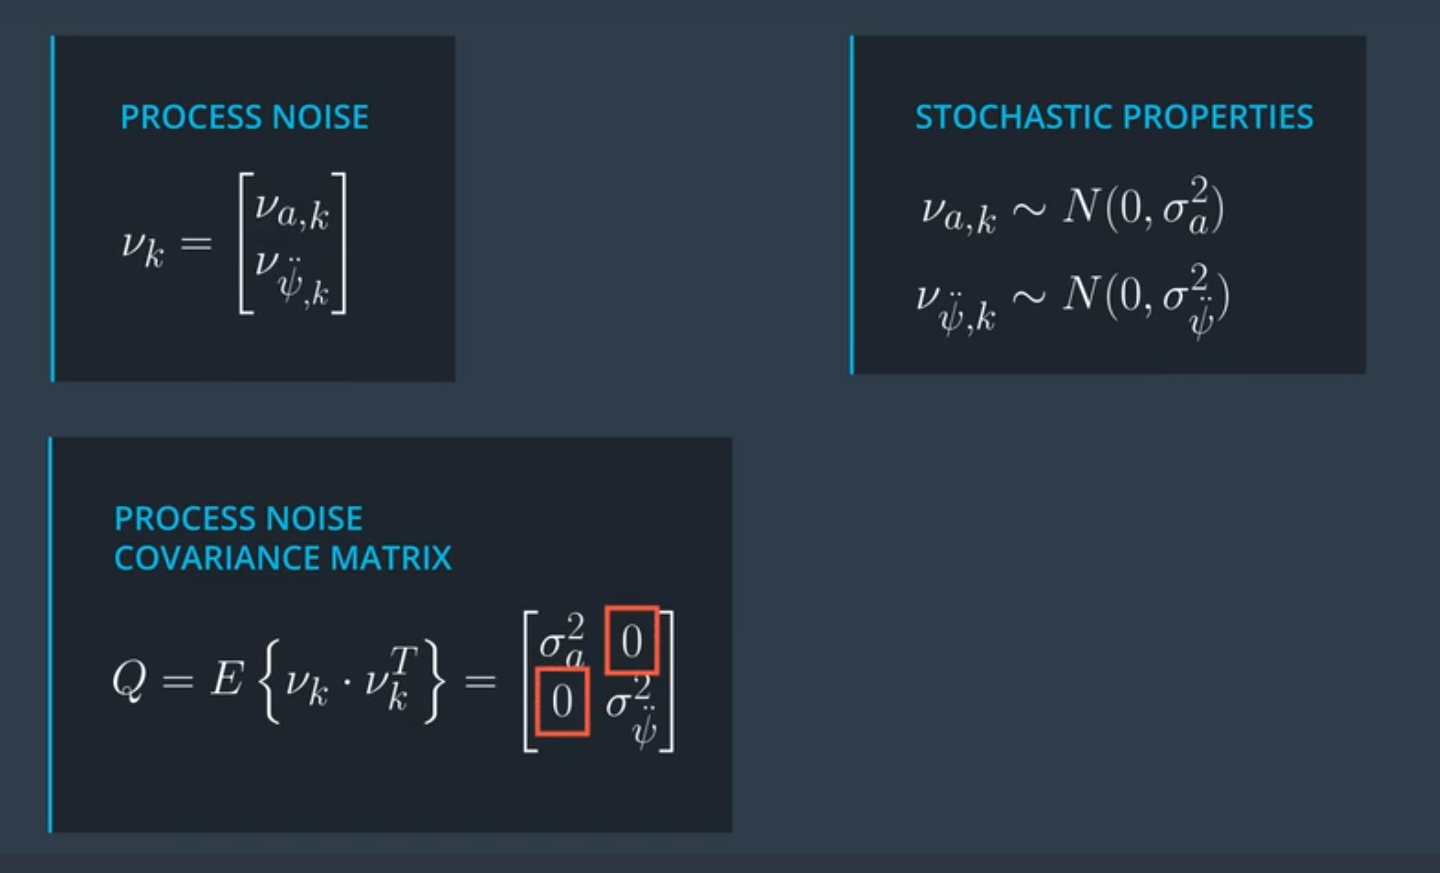 PROCESS NOISE
$\nu_k = \begin{bmatrix} \nu_{a,k} \\ \nu_{\ddot{\psi},k} \end{bmatrix}$
STOCHASTIC PROPERTIES
$\nu_{a,k} \sim N(0, \sigma_a^2)$
$\nu_{\ddot{\psi},k} \sim N(0, \sigma_{\ddot{\psi}}^2)$
PROCESS NOISE
COVARIANCE MATRIX
$Q = E \left\{ \nu_k \cdot \nu_k^T \right\} = \begin{bmatrix} \sigma_a^2 & 0 \\ 0 & \sigma_{\ddot{\psi}}^2 \end{bmatrix}$